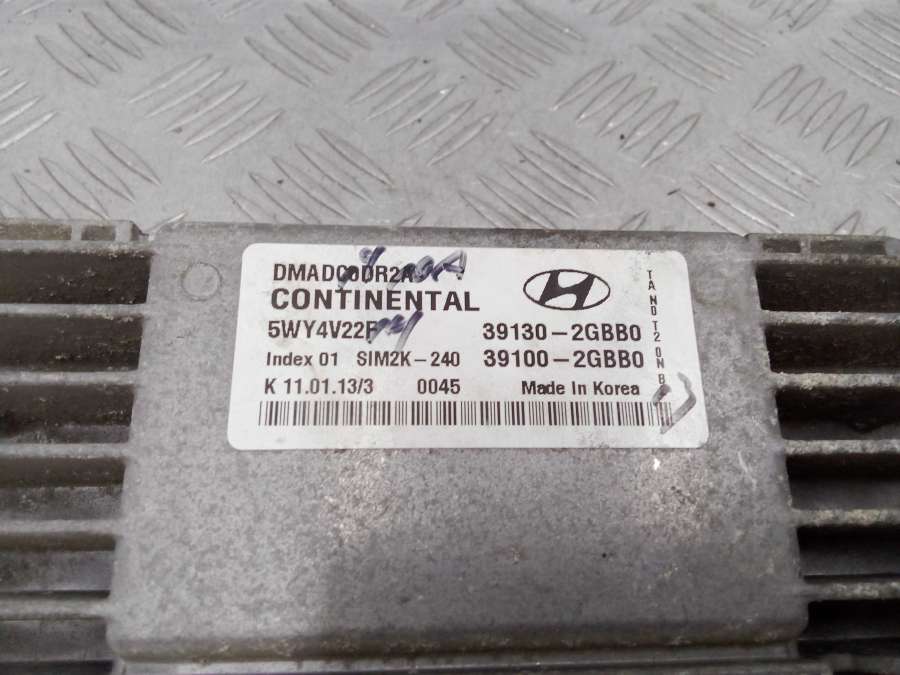 DMADC0DR2A
CONTINENTAL
5WY4V22F 39130-2GBB0
Index 01 SIM2K-240 39100-2GBB0
K 11.01.13/3 0045 Made In Korea
TANDT2ONB